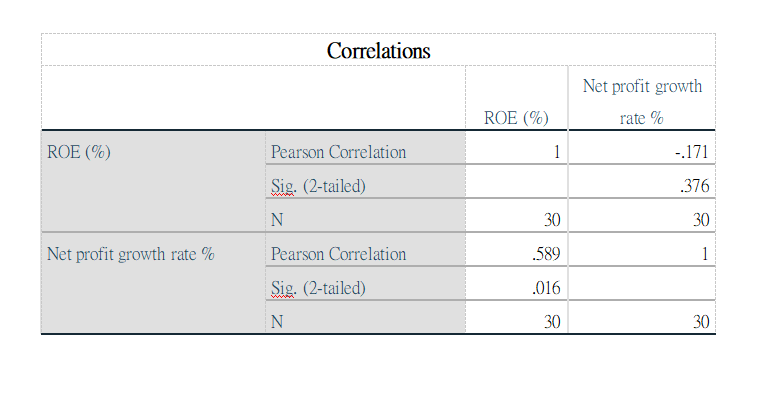 Correlations
Net profit growth
ROE (%) rate %
ROE (%) Pearson Correlation 1 -.171
Sig. (2-tailed) .376
N 30 30
Net profit growth rate % Pearson Correlation .589 1
Sig. (2-tailed) .016
N 30 30